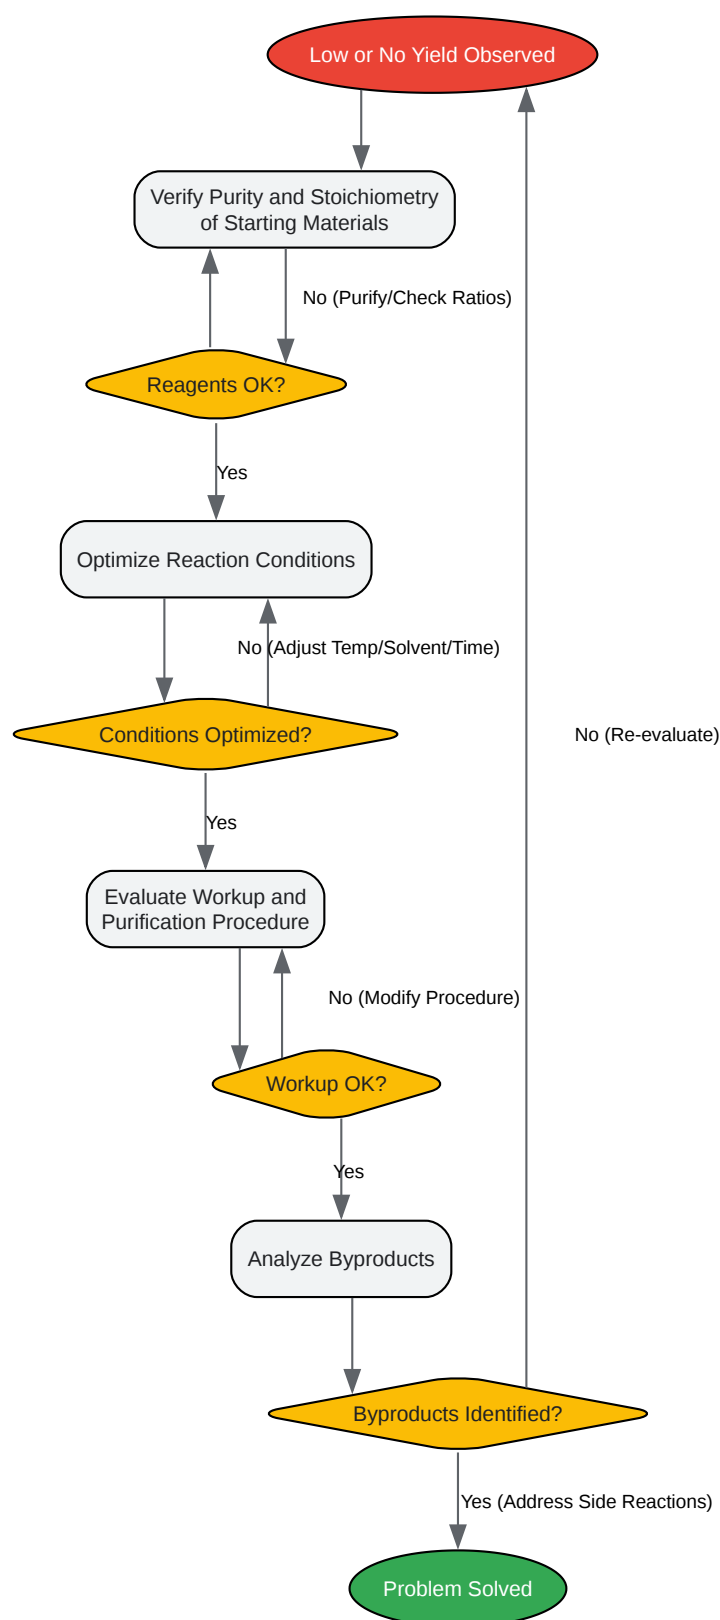 Low or No Yield Observed
Verify Purity and Stoichiometry
of Starting Materials
No (Purify/Check Ratios)
Reagents OK?
Yes
Optimize Reaction Conditions
No (Adjust Temp/Solvent/Time)
Conditions Optimized?
No (Re-evaluate)
Yes
Evaluate Workup and
Purification Procedure
No (Modify Procedure)
Workup OK?
Yes
Analyze Byproducts
Byproducts Identified?
Yes (Address Side Reactions)
Problem Solved